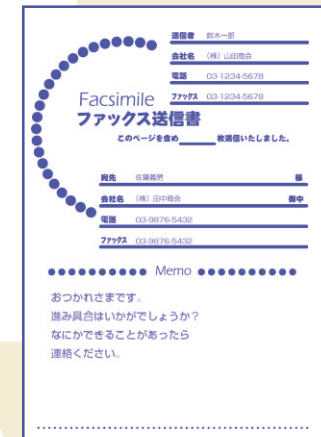 送信者 鈴木一郎
会社名 (株) 山田商会
電話 03-1234-5678
ファックス 03-1234-5678
Facsimile
ファックス送信書
このページを含め 枚送信いたしました。
宛先 佐藤義男 様
会社名 (株) 田中商会 御中
電話 03-9876-5432
ファックス 03-9876-5432
Memo
おつかれさまです。
進み具合はいかがでしょうか？
なにかできることがあったら
連絡ください。